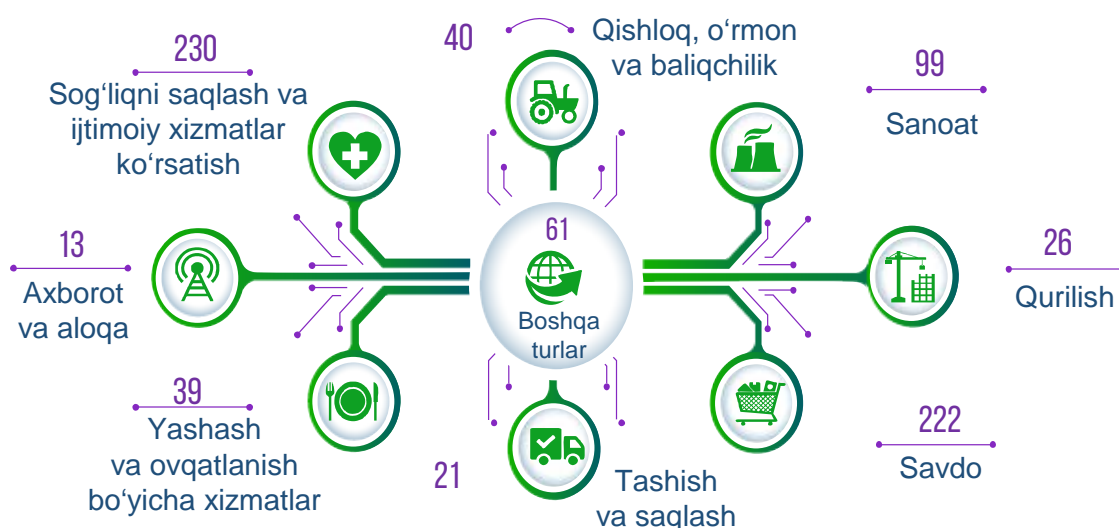 230
Sog‘liqni saqlash va
ijtimoiy xizmatlar
ko‘rsatish
40
Qishloq, o‘rmon
va baliqchilik
99
Sanoat
13
Axborot
va aloqa
61
Boshqa
turlar
26
Qurilish
39
Yashash
va ovqatlanish
bo‘yicha xizmatlar
21
Tashish
va saqlash
222
Savdo